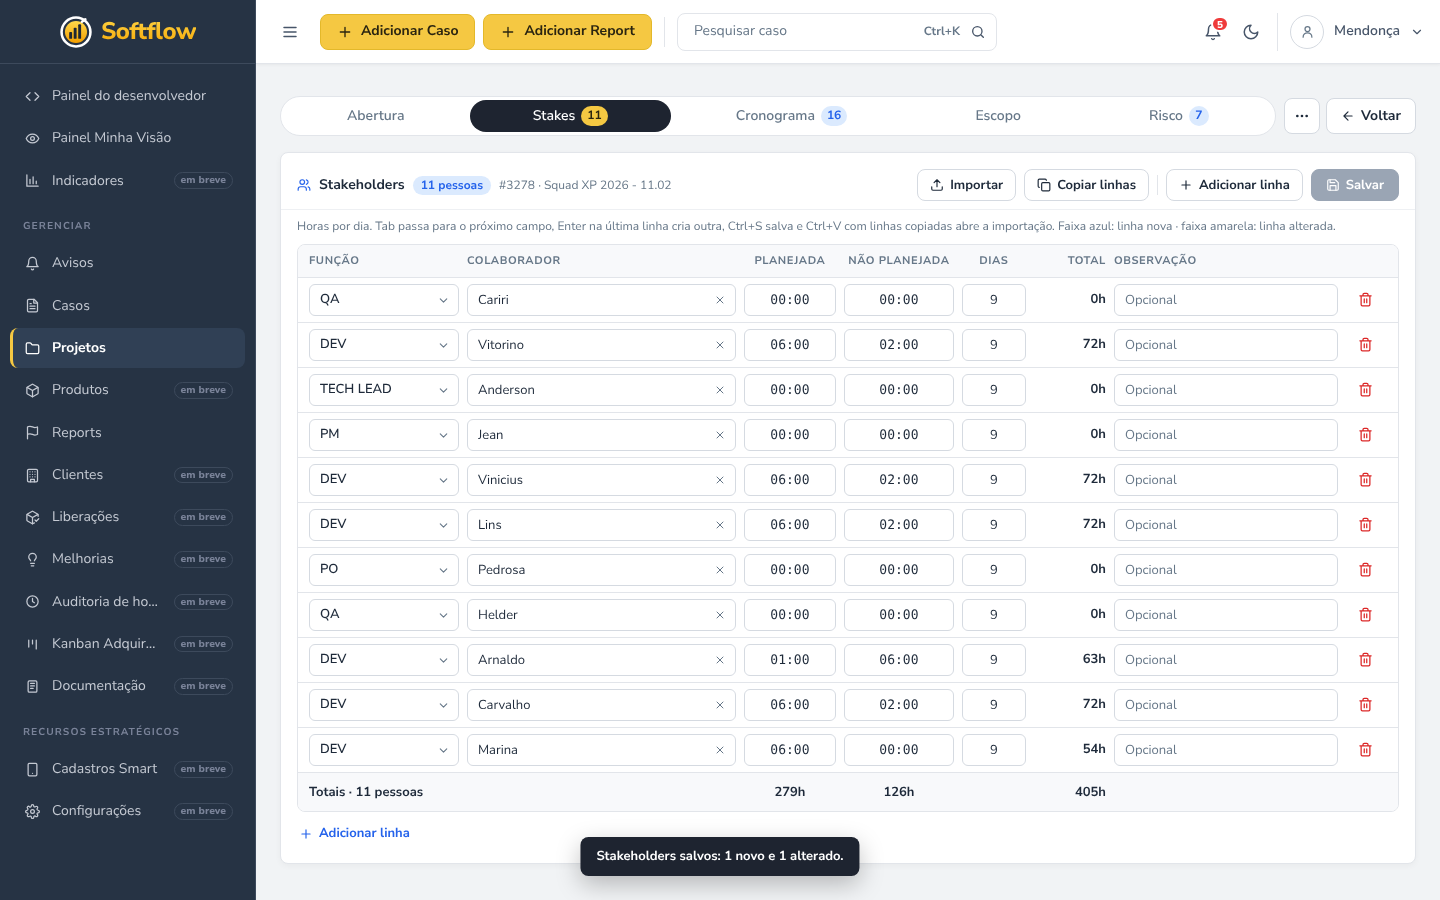 Softflow
Adicionar Caso
Adicionar Report
Pesquisar caso
Ctrl+K
5
Mendonça
Painel do desenvolvedor
Painel Minha Visão
Indicadores em breve
GERENCIAR
Avisos
Casos
Projetos
Produtos em breve
Reports
Clientes em breve
Liberações em breve
Melhorias em breve
Auditoria de ho... em breve
Kanban Adquir... em breve
Documentação em breve
RECURSOS ESTRATÉGICOS
Cadastros Smart em breve
Configurações em breve
Abertura
Stakes 11
Cronograma 16
Escopo
Risco 7
Voltar
Stakeholders 11 pessoas #3278 · Squad XP 2026 - 11.02
Importar
Copiar linhas
Adicionar linha
Salvar
Horas por dia. Tab passa para o próximo campo, Enter na última linha cria outra, Ctrl+S salva e Ctrl+V com linhas copiadas abre a importação. Faixa azul: linha nova · faixa amarela: linha alterada.
FUNÇÃO COLABORADOR PLANEJADA NÃO PLANEJADA DIAS TOTAL OBSERVAÇÃO
QA Cariri 00:00 00:00 9 0h Opcional
DEV Vitorino 06:00 02:00 9 72h Opcional
TECH LEAD Anderson 00:00 00:00 9 0h Opcional
PM Jean 00:00 00:00 9 0h Opcional
DEV Vinicius 06:00 02:00 9 72h Opcional
DEV Lins 06:00 02:00 9 72h Opcional
PO Pedrosa 00:00 00:00 9 0h Opcional
QA Helder 00:00 00:00 9 0h Opcional
DEV Arnaldo 01:00 06:00 9 63h Opcional
DEV Carvalho 06:00 02:00 9 72h Opcional
DEV Marina 06:00 00:00 9 54h Opcional
Totais · 11 pessoas 279h 126h 405h
Adicionar linha
Stakeholders salvos: 1 novo e 1 alterado.